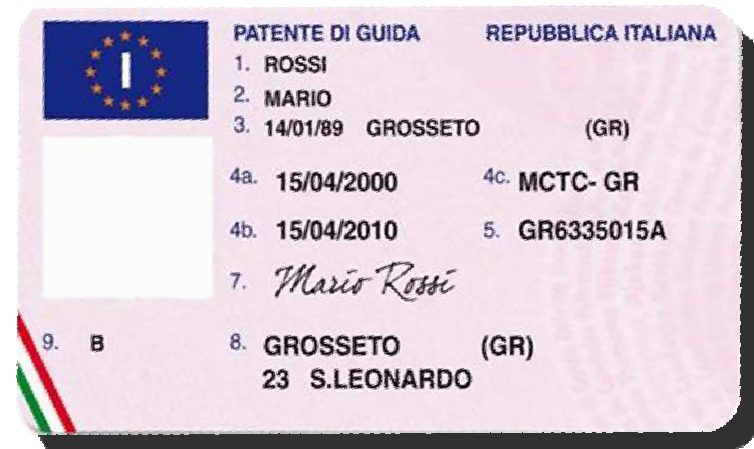 I
PATENTE DI GUIDA REPUBBLICA ITALIANA
1. ROSSI
2. MARIO
3. 14/01/89 GROSSETO (GR)
4a. 15/04/2000 4c. MCTC- GR
4b. 15/04/2010 5. GR6335015A
7. Mario Rossi
9. B 8. GROSSETO (GR)
23 S.LEONARDO